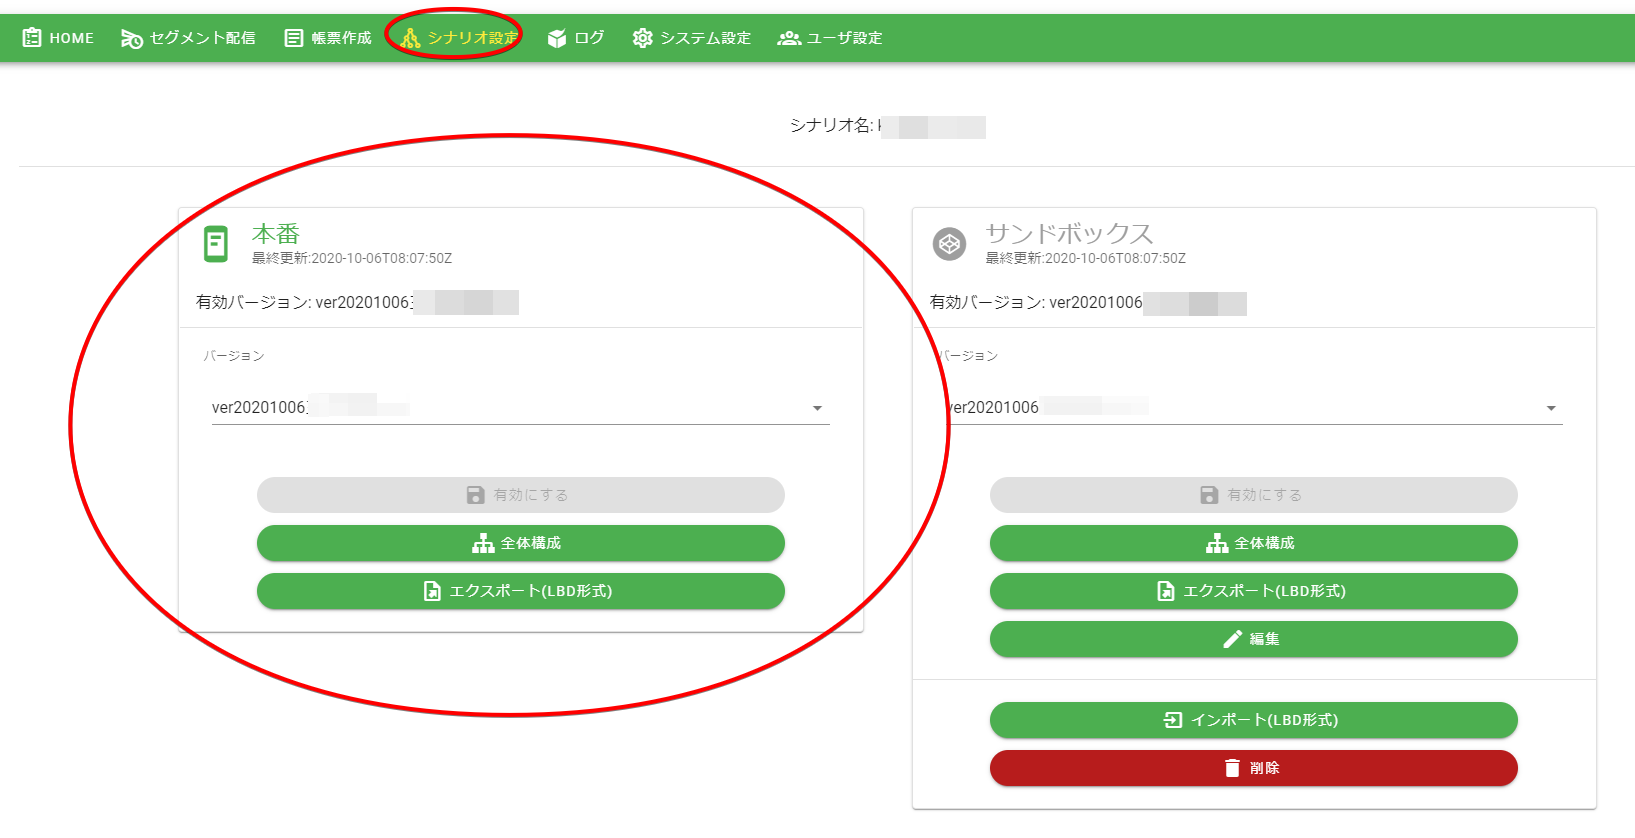 HOME セグメント配信 帳票作成 シナリオ設定 ログ システム設定 ユーザ設定
シナリオ名:
本番
最終更新:2020-10-06T08:07:50Z
有効バージョン: ver20201006
バージョン
ver20201006
有効にする
全体構成
エクスポート(LBD形式)
サンドボックス
最終更新:2020-10-06T08:07:50Z
有効バージョン: ver20201006
バージョン
ver20201006
有効にする
全体構成
エクスポート(LBD形式)
編集
インポート(LBD形式)
削除